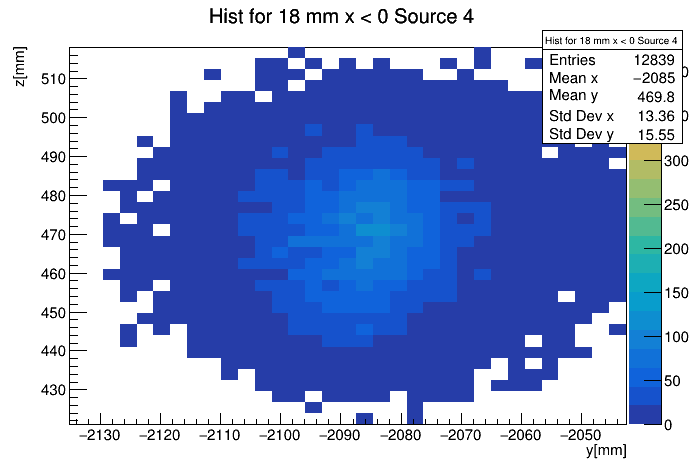 Hist for 18 mm x < 0 Source 4
Hist for 18 mm x < 0 Source 4
Entries 12839
Mean x −2085
Mean y 469.8
Std Dev x 13.36
Std Dev y 15.55
z[mm]
510
500
490
480
470
460
450
440
430
300
250
200
150
100
50
0
−2130 −2120 −2110 −2100 −2090 −2080 −2070 −2060 −2050
y[mm]